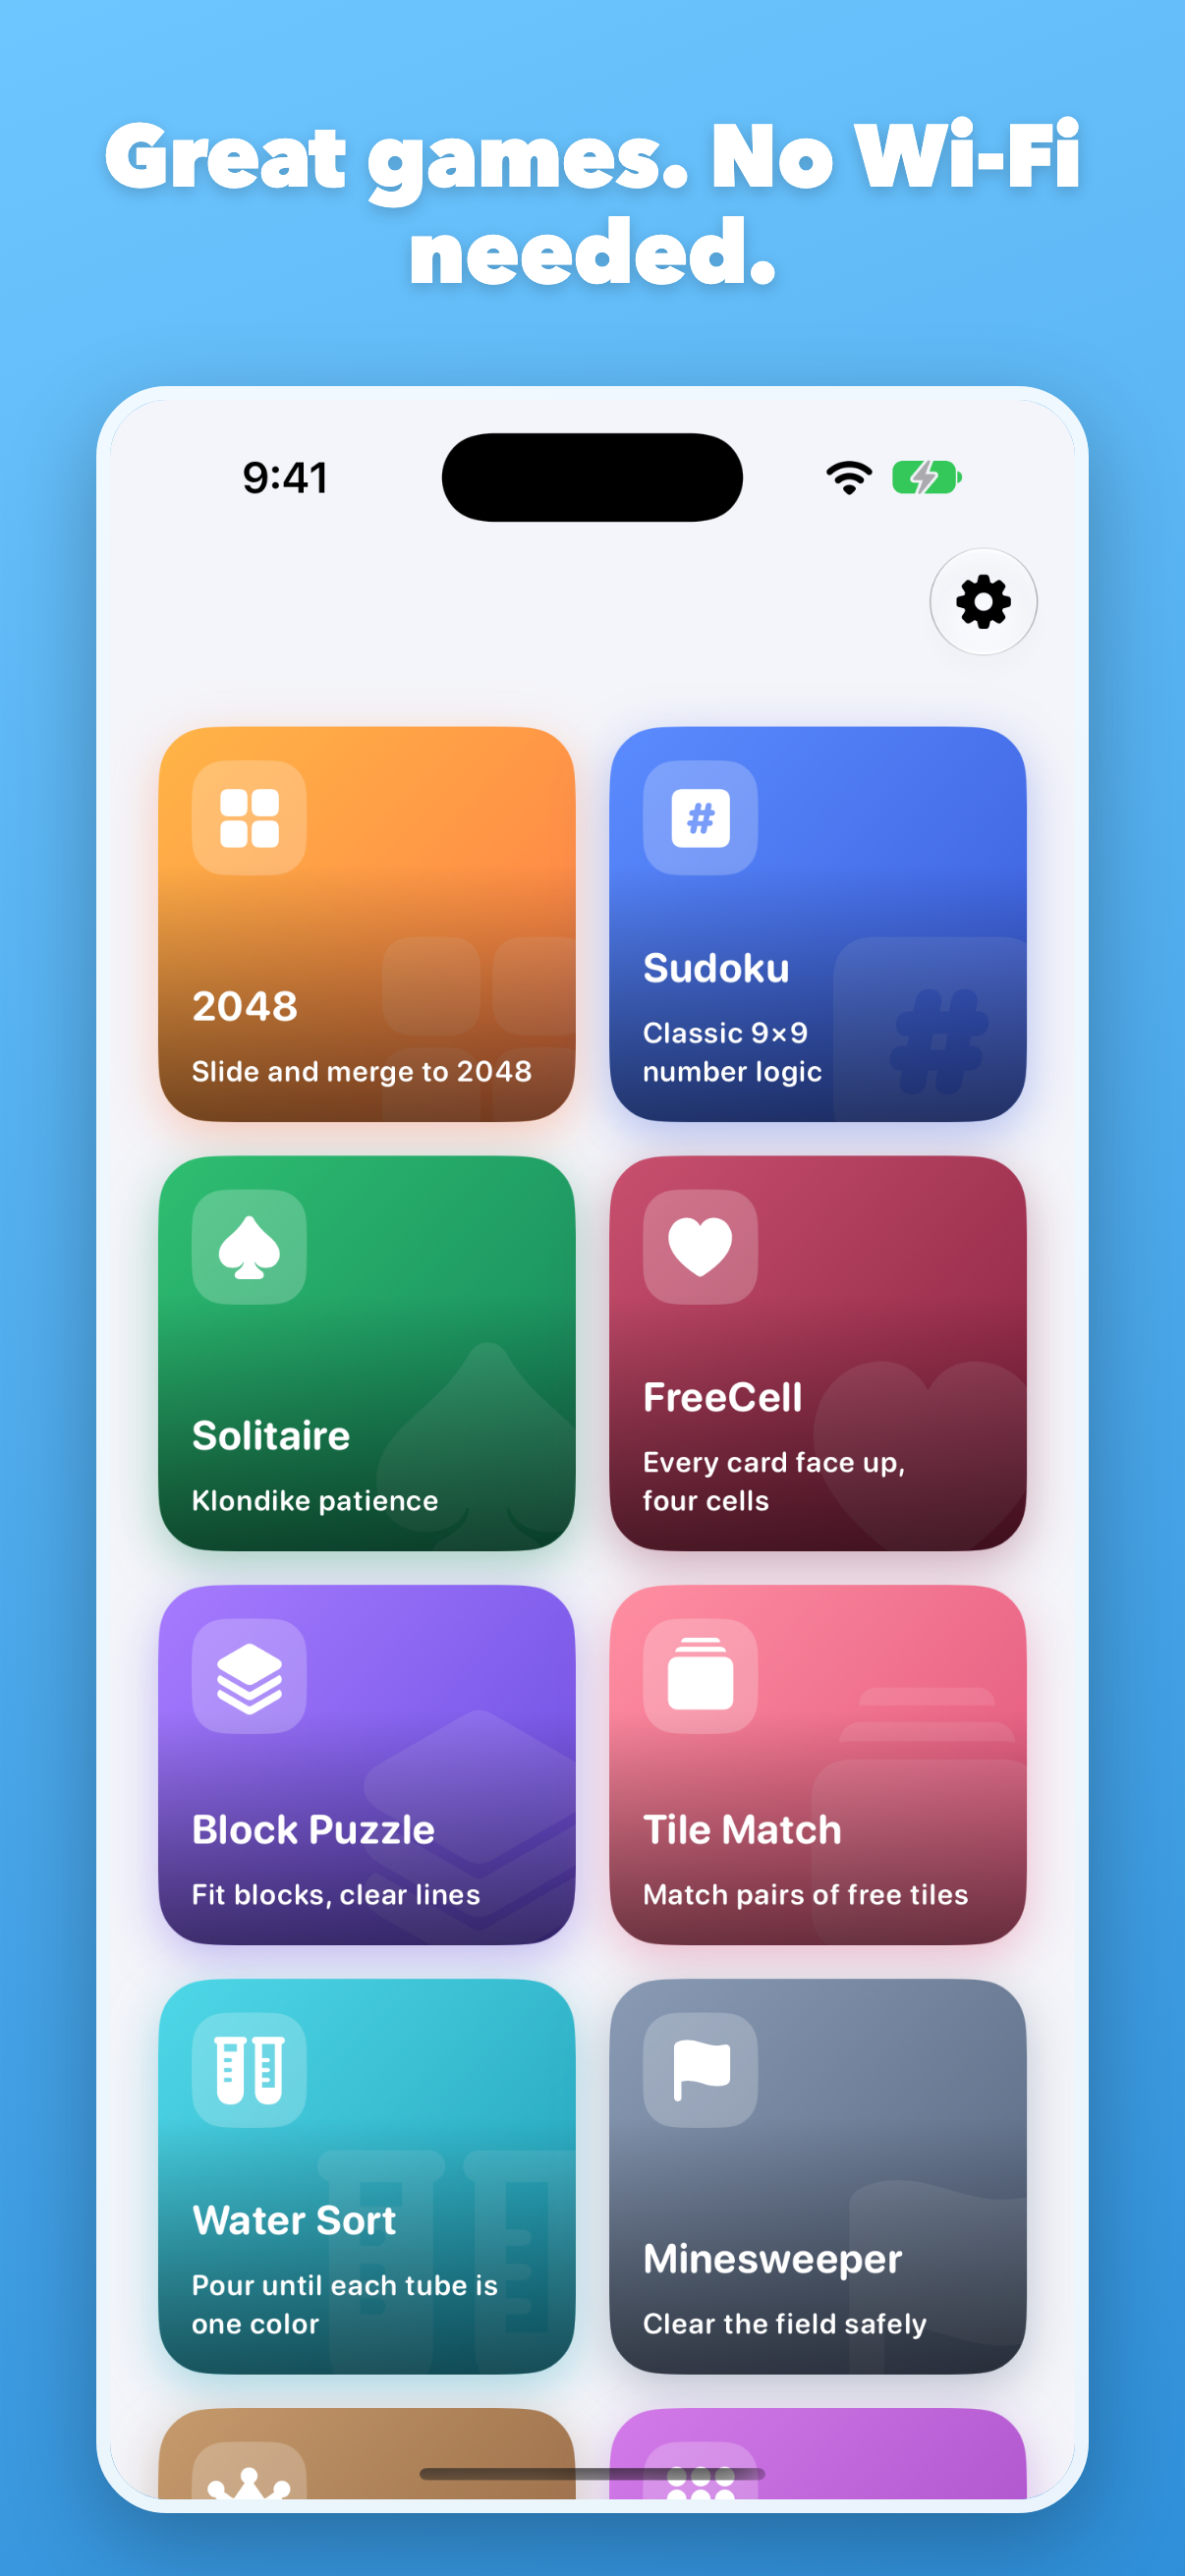 Great games. No Wi-Fi
needed.
9:41
2048
Slide and merge to 2048
#
Sudoku
Classic 9×9
number logic
Solitaire
Klondike patience
FreeCell
Every card face up,
four cells
Block Puzzle
Fit blocks, clear lines
Tile Match
Match pairs of free tiles
Water Sort
Pour until each tube is
one color
Minesweeper
Clear the field safely